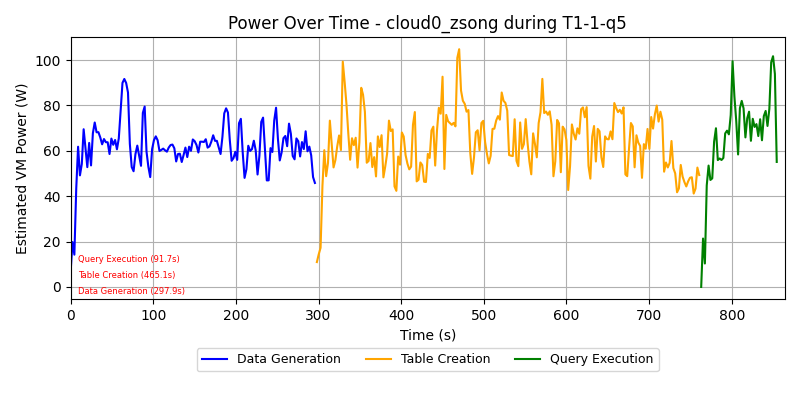 Power Over Time - cloud0_zsong during T1-1-q5
Estimated VM Power (W)
100
80
60
40
20
0
Query Execution (91.7s)
Table Creation (465.1s)
Data Generation (297.9s)
0 100 200 300 400 500 600 700 800
Time (s)
Data Generation Table Creation Query Execution